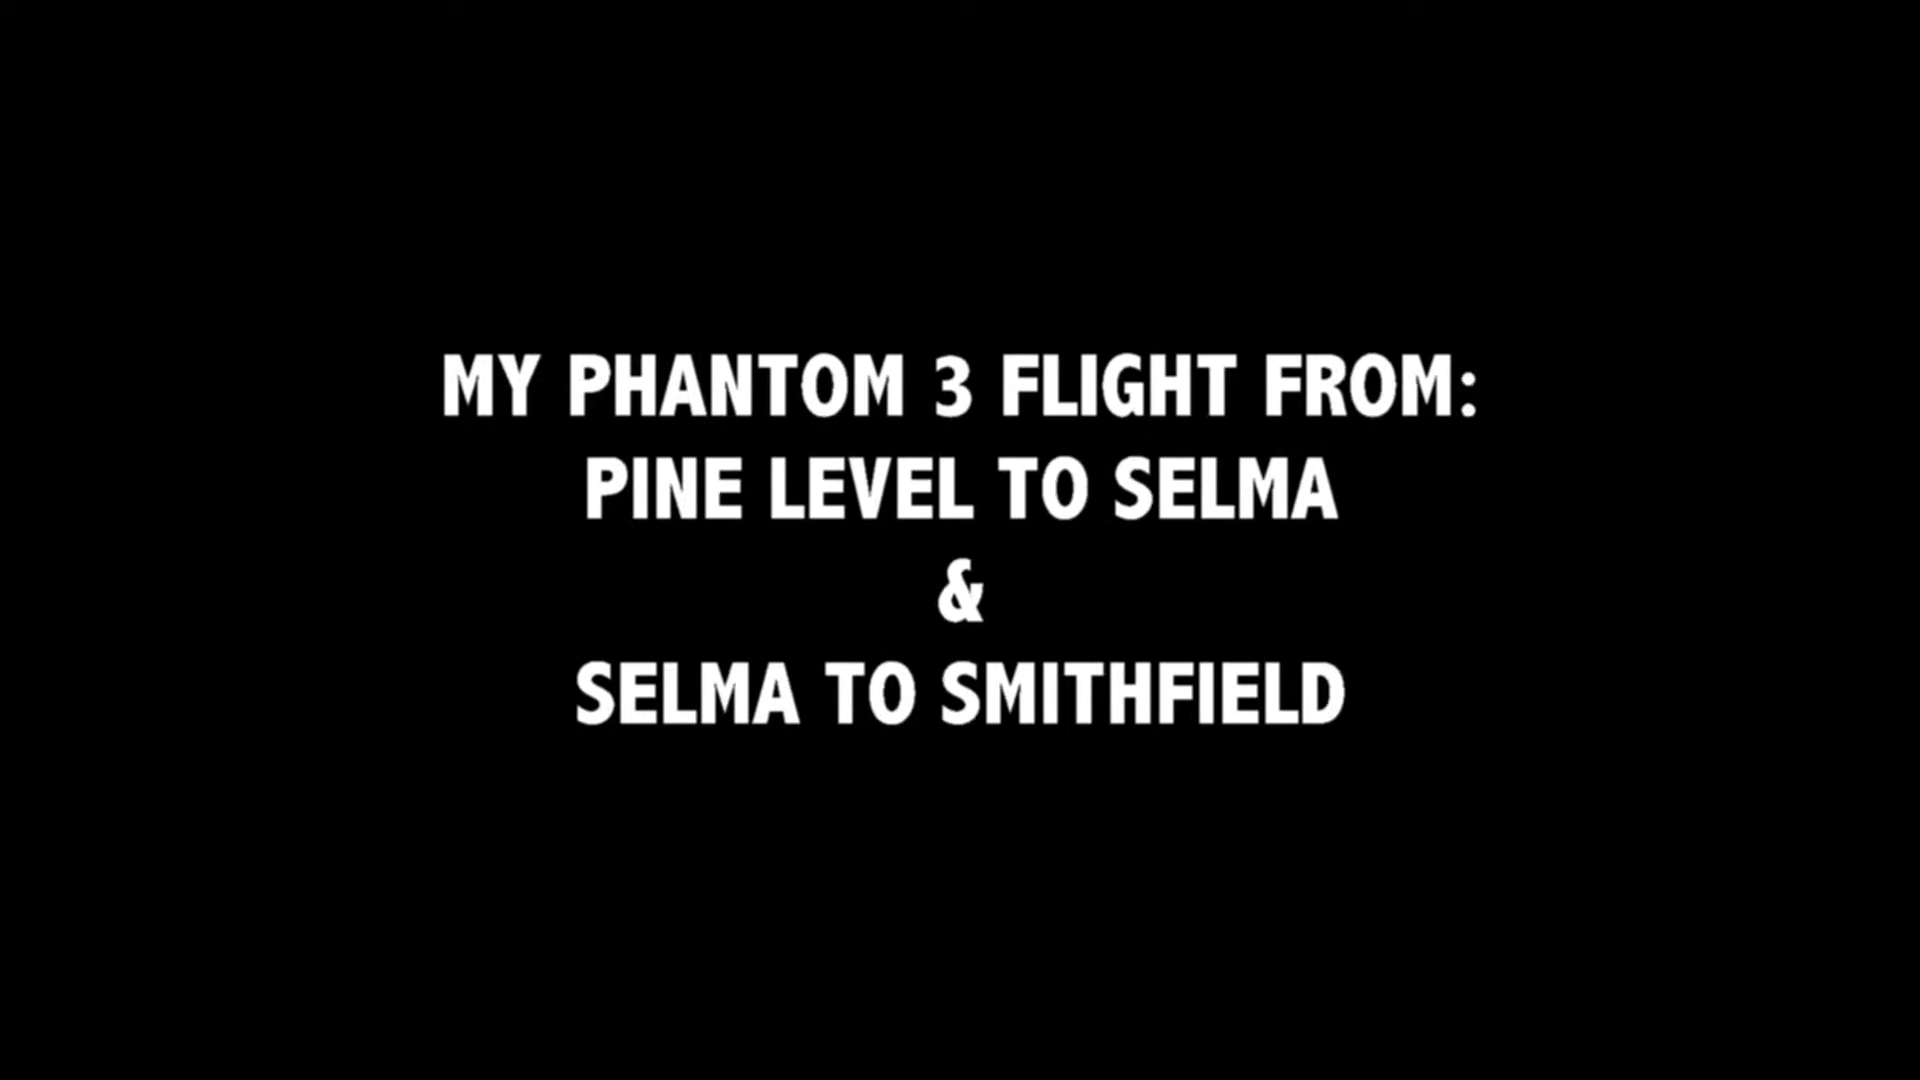 MY PHANTOM 3 FLIGHT FROM:
PINE LEVEL TO SELMA
&
SELMA TO SMITHFIELD